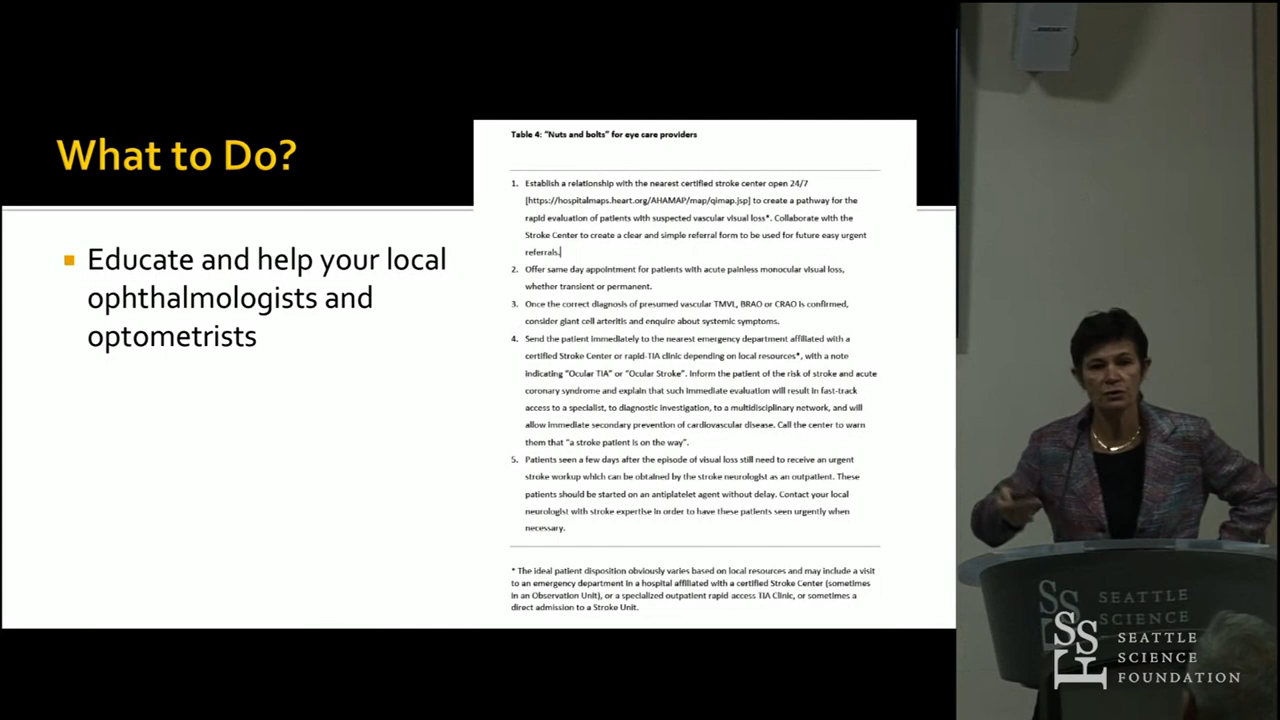 What to Do?
Educate and help your local
ophthalmologists and
optometrists
Table 4: "Nuts and bolts" for eye care providers
1. Establish a relationship with the nearest certified stroke center open 24/7
[https://hospitalmaps.heart.org/AHAMAP/map/qimap.jsp] to create a pathway for the
rapid evaluation of patients with suspected vascular visual loss*. Collaborate with the
Stroke Center to create a clear and simple referral form to be used for future easy urgent
referrals.
2. Offer same day appointment for patients with acute painless monocular visual loss,
whether transient or permanent.
3. Once the correct diagnosis of presumed vascular TMVL, BRAO or CRAO is confirmed,
consider giant cell arteritis and enquire about systemic symptoms.
4. Send the patient immediately to the nearest emergency department affiliated with a
certified Stroke Center or rapid-TIA clinic depending on local resources*, with a note
indicating "Ocular TIA" or "Ocular Stroke". Inform the patient of the risk of stroke and acute
coronary syndrome and explain that such immediate evaluation will result in fast-track
access to a specialist, to diagnostic investigation, to a multidisciplinary network, and will
allow immediate secondary prevention of cardiovascular disease. Call the center to warn
them that "a stroke patient is on the way".
5. Patients seen a few days after the episode of visual loss still need to receive an urgent
stroke workup which can be obtained by the stroke neurologist as an outpatient. These
patients should be started on an antiplatelet agent without delay. Contact your local
neurologist with stroke expertise in order to have these patients seen urgently when
necessary.
* The ideal patient disposition obviously varies based on local resources and may include a visit
to an emergency department in a hospital affiliated with a certified Stroke Center (sometimes
in an Observation Unit), or a specialized outpatient rapid access TIA Clinic, or sometimes a
direct admission to a Stroke Unit.
SEATTLE
SCIENCE
SSF
SEATTLE
SCIENCE
FOUNDATION